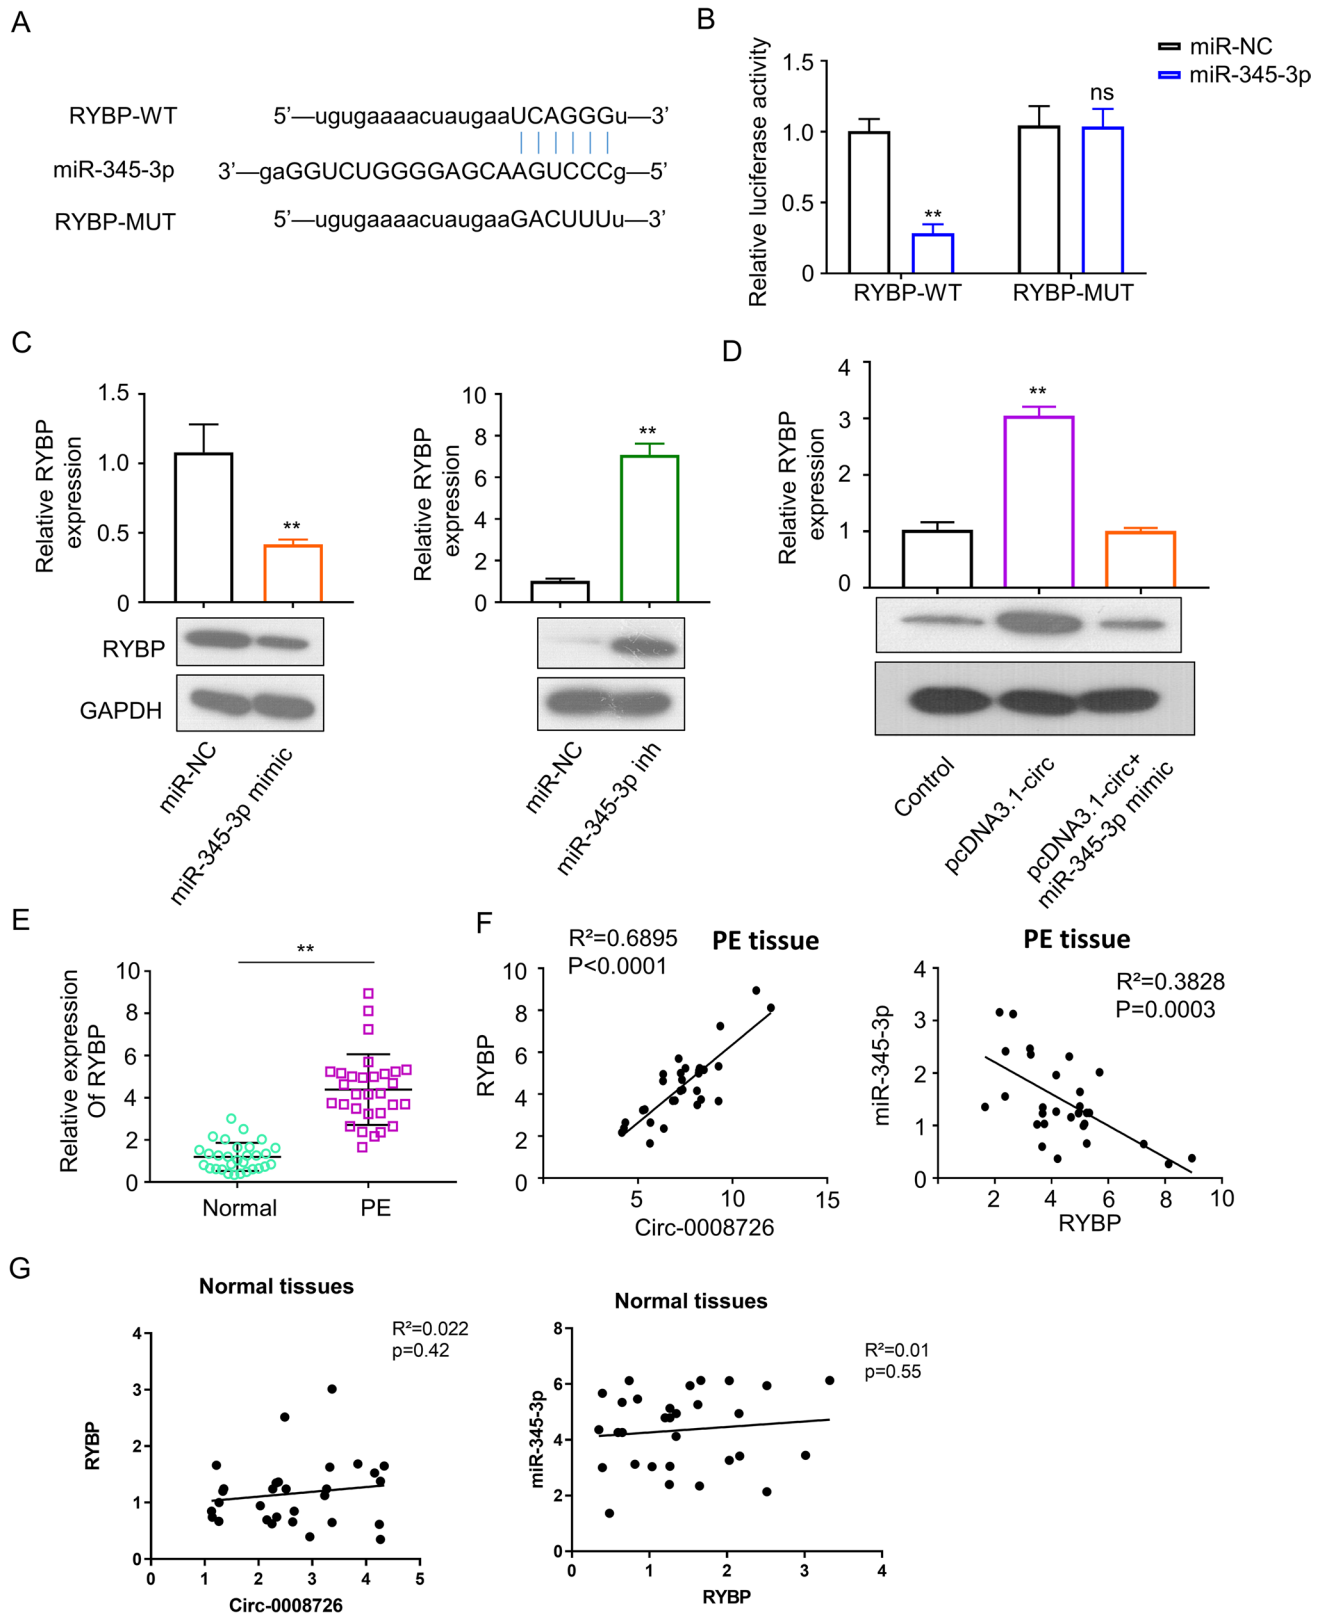 A
RYBP-WT 5’—ugugaaaacuaugaaUCAGGGu—3’
miR-345-3p 3’—gaGGUCUGGGGAGCAAGUCCCg—5’
RYBP-MUT 5’—ugugaaaacuaugaaGACUUUu—3’
B
miR-NC
miR-345-3p
Relative luciferase activity
1.5
1.0
0.5
0
**
ns
RYBP-WT RYBP-MUT
C
Relative RYBP
expression
1.5
1.0
0.5
0
**
RYBP
GAPDH
miR-NC
miR-345-3p mimic
Relative RYBP
expression
10
8
6
4
2
0
**
miR-NC
miR-345-3p inh
D
Relative RYBP
expression
4
3
2
1
0
**
Control
pcDNA3.1-circ
pcDNA3.1-circ+
miR-345-3p mimic
E
Relative expression
Of RYBP
10
8
6
4
2
0
**
Normal PE
F
R²=0.6895
P<0.0001
PE tissue
RYBP
10
8
6
4
2
0
5 10 15
Circ-0008726
PE tissue
R²=0.3828
P=0.0003
miR-345-3p
4
3
2
1
0
2 4 6 8 10
RYBP
G
Normal tissues
R²=0.022
p=0.42
RYBP
4
3
2
1
0
0 1 2 3 4 5
Circ-0008726
Normal tissues
R²=0.01
p=0.55
miR-345-3p
8
6
4
2
0
0 1 2 3 4
RYBP